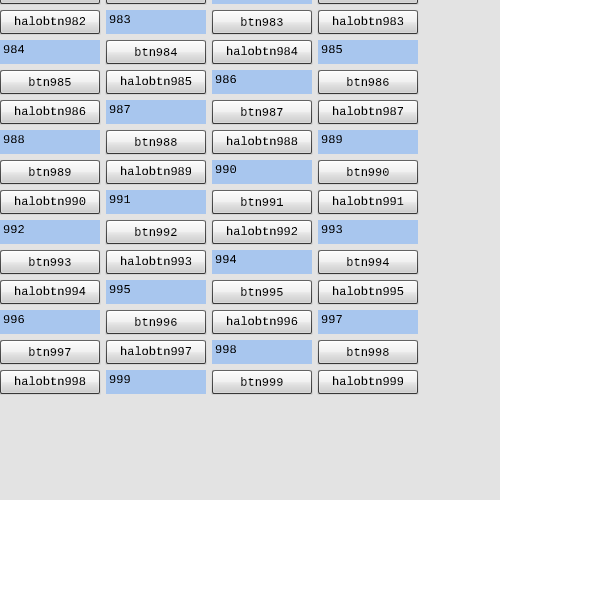 halobtn982 983 btn983 halobtn983
984 btn984 halobtn984 985
btn985 halobtn985 986 btn986
halobtn986 987 btn987 halobtn987
988 btn988 halobtn988 989
btn989 halobtn989 990 btn990
halobtn990 991 btn991 halobtn991
992 btn992 halobtn992 993
btn993 halobtn993 994 btn994
halobtn994 995 btn995 halobtn995
996 btn996 halobtn996 997
btn997 halobtn997 998 btn998
halobtn998 999 btn999 halobtn999